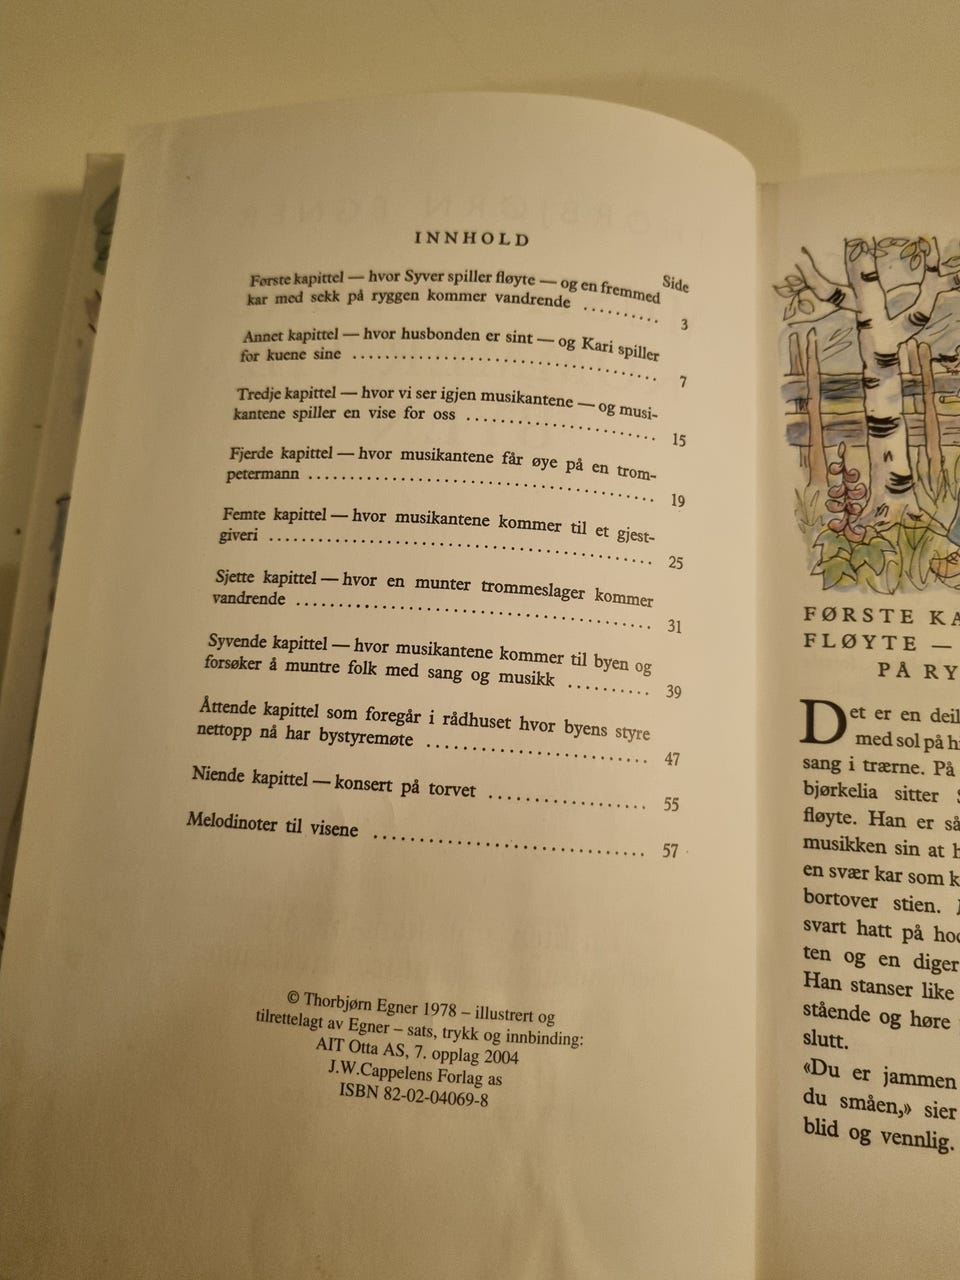 INNHOLD
Side
Første kapittel — hvor Syver spiller fløyte — og en fremmed
kar med sekk på ryggen kommer vandrende .......... 3
Annet kapittel — hvor husbonden er sint — og Kari spiller
for kuene sine ........................................ 7
Tredje kapittel — hvor vi ser igjen musikantene — og musi-
kantene spiller en vise for oss ........................ 15
Fjerde kapittel — hvor musikantene får øye på en trom-
petermann ............................................. 19
Femte kapittel — hvor musikantene kommer til et gjest-
giveri .................................................. 25
Sjette kapittel — hvor en munter trommeslager kommer
vandrende .............................................. 31
Syvende kapittel — hvor musikantene kommer til byen og
forsøker å muntre folk med sang og musikk .......... 39
Åttende kapittel som foregår i rådhuset hvor byens styre
nettopp nå har bystyremøte ............................ 47
Niende kapittel — konsert på torvet .................... 55
Melodinoter til visene .................................. 57
© Thorbjørn Egner 1978 – illustrert og
tilrettelagt av Egner – sats, trykk og innbinding:
AIT Otta AS, 7. opplag 2004
J.W.Cappelens Forlag as
ISBN 82-02-04069-8
FØRSTE KA
FLØYTE —
PÅ RY
Det er en deil
med sol på h
sang i trærne. På
bjørkelia sitter
fløyte. Han er så
musikken sin at h
en svær kar som k
bortover stien.
svart hatt på hod
ten og en diger
Han stanser like
stående og høre
slutt.
«Du er jammen
du småen,» sier
blid og vennlig.